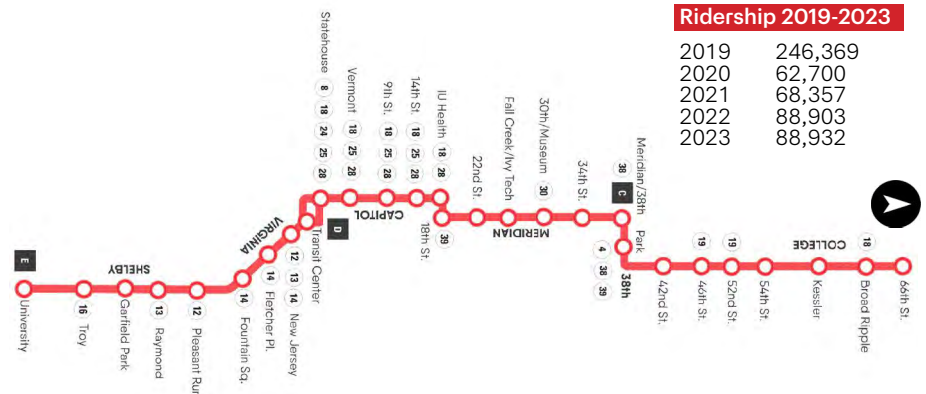 Ridership 2019-2023
2019 246,369
2020 62,700
2021 68,357
2022 88,903
2023 88,932
E
University
SHELBY
16 Troy
Garfield Park
13 Raymond
12 Pleasant Run
14 Fountain Sq.
VIRGINIA
14 Fletcher Pl.
12 13 14 New Jersey
Transit Center
D
Statehouse 8 18 24 25 28
Vermont 18 25 28
CAPITOL
9th St. 18 25 28
14th St. 18 25 28
IU Health 18 28
18th St. 39
22nd St.
Fall Creek/Ivy Tech
MERIDIAN
30th/Museum 30
34th St.
Meridian/38th
38 C
Park
4 38 39
38th
42nd St.
46th St. 19
52nd St. 19
54th St.
COLLEGE
Kessler
Broad Ripple 18
66th St.